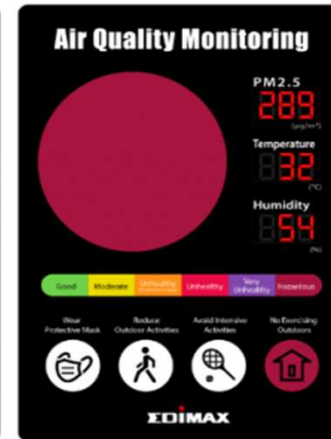 Air Quality Monitoring
PM2.5
289
(μg/m³)
Temperature
32
(°C)
Humidity
54
(%)
Good Moderate Unhealthy Unhealthy Very Unhealthy Hazardous
Wear Protective Mask
Reduce Outdoor Activities
Avoid Intensive Activities
No Exercising Outdoors
EDIMAX